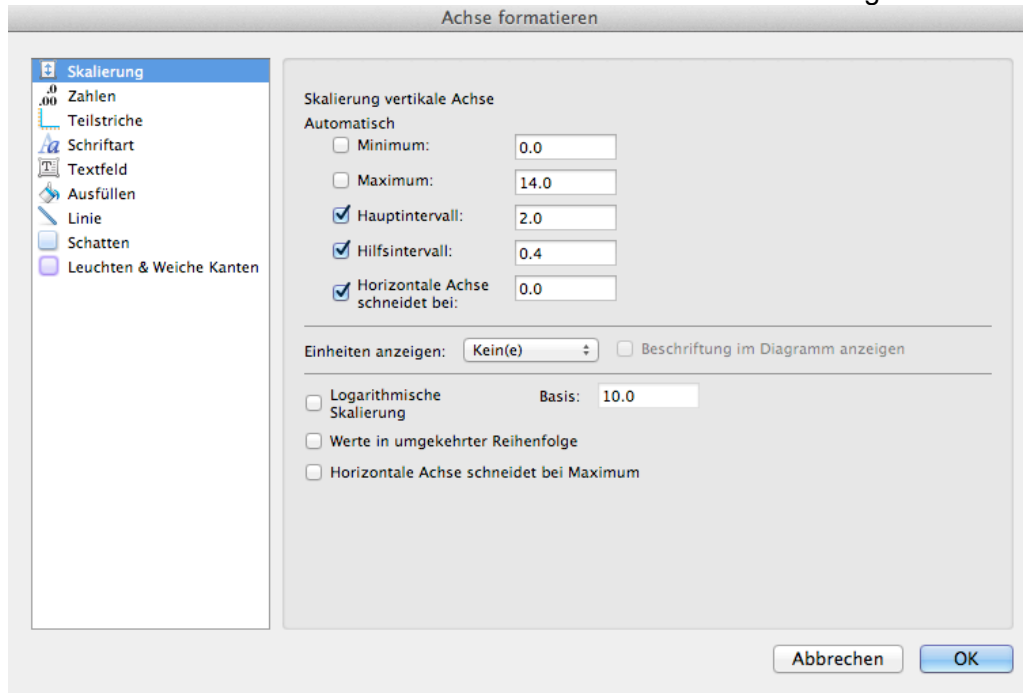 Achse formatieren
Skalierung
.0
.00
Zahlen
Teilstriche
Aa Schriftart
T Textfeld
Ausfüllen
Linie
Schatten
Leuchten & Weiche Kanten
Skalierung vertikale Achse
Automatisch
Minimum: 0.0
Maximum: 14.0
Hauptintervall: 2.0
Hilfsintervall: 0.4
Horizontale Achse
schneidet bei: 0.0
Einheiten anzeigen: Kein(e) Beschriftung im Diagramm anzeigen
Logarithmische
Skalierung Basis: 10.0
Werte in umgekehrter Reihenfolge
Horizontale Achse schneidet bei Maximum
Abbrechen OK